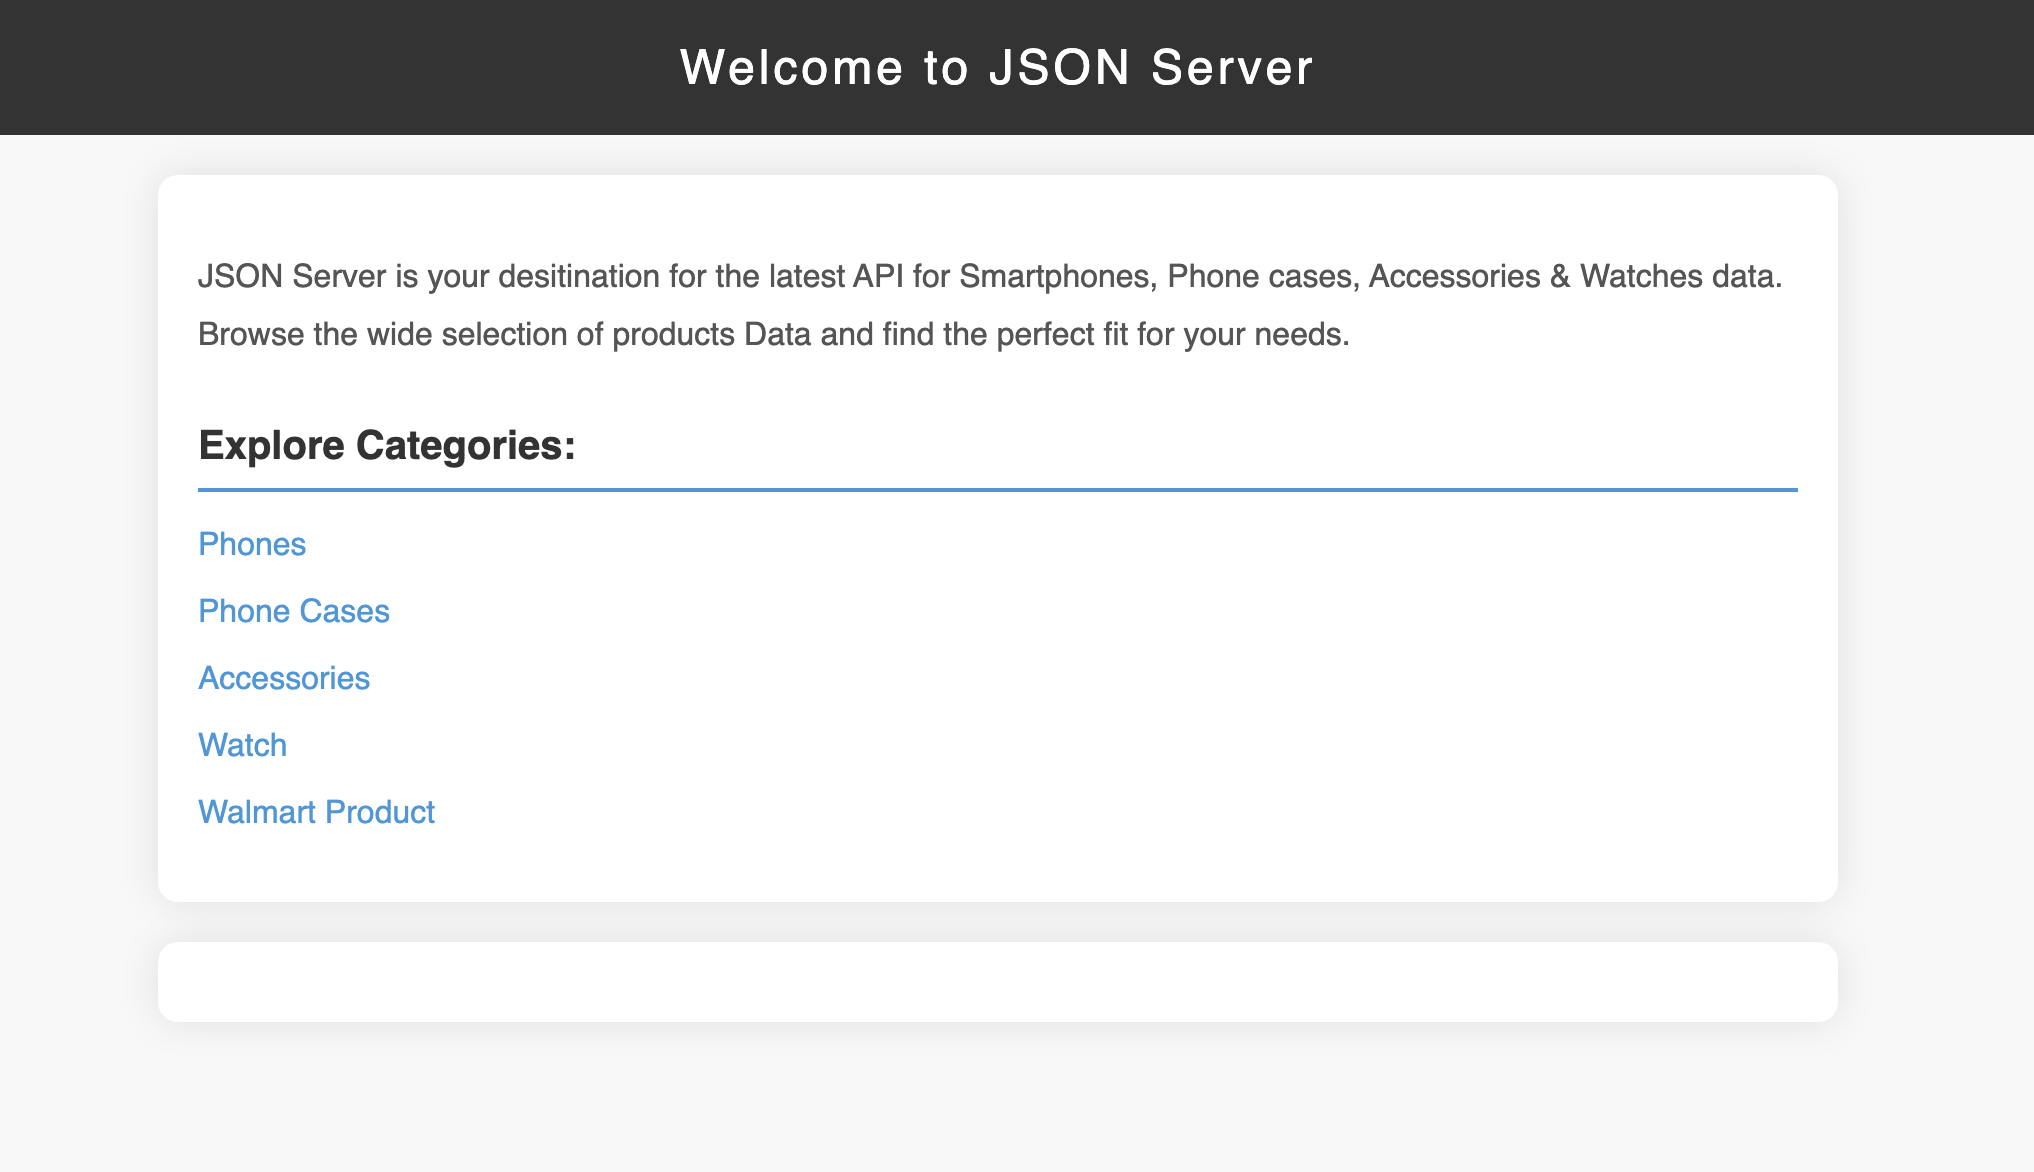 Welcome to JSON Server
JSON Server is your desitination for the latest API for Smartphones, Phone cases, Accessories & Watches data.
Browse the wide selection of products Data and find the perfect fit for your needs.
Explore Categories:
Phones
Phone Cases
Accessories
Watch
Walmart Product